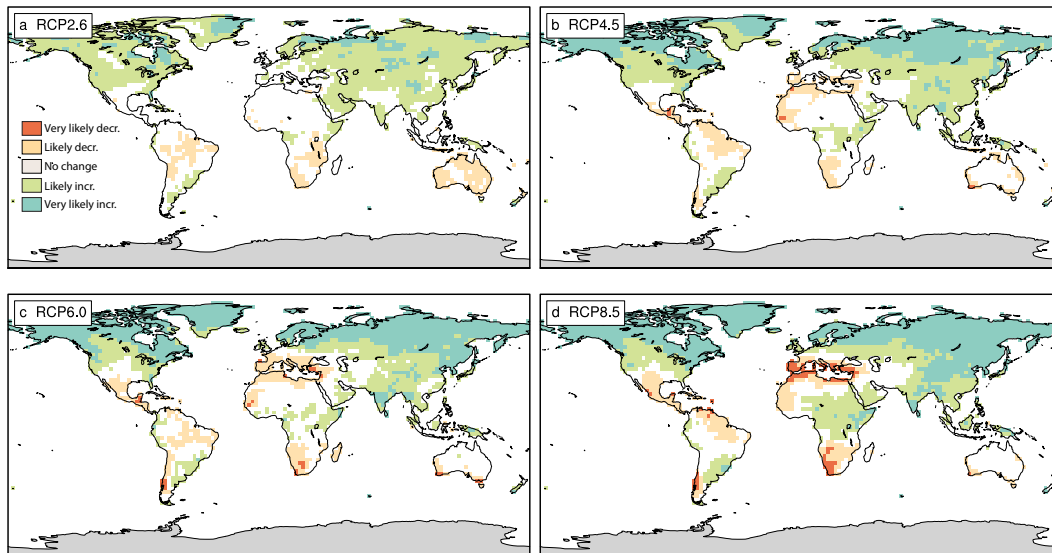 a RCP2.6
b RCP4.5
Very likely decr.
Likely decr.
No change
Likely incr.
Very likely incr.
c RCP6.0
d RCP8.5